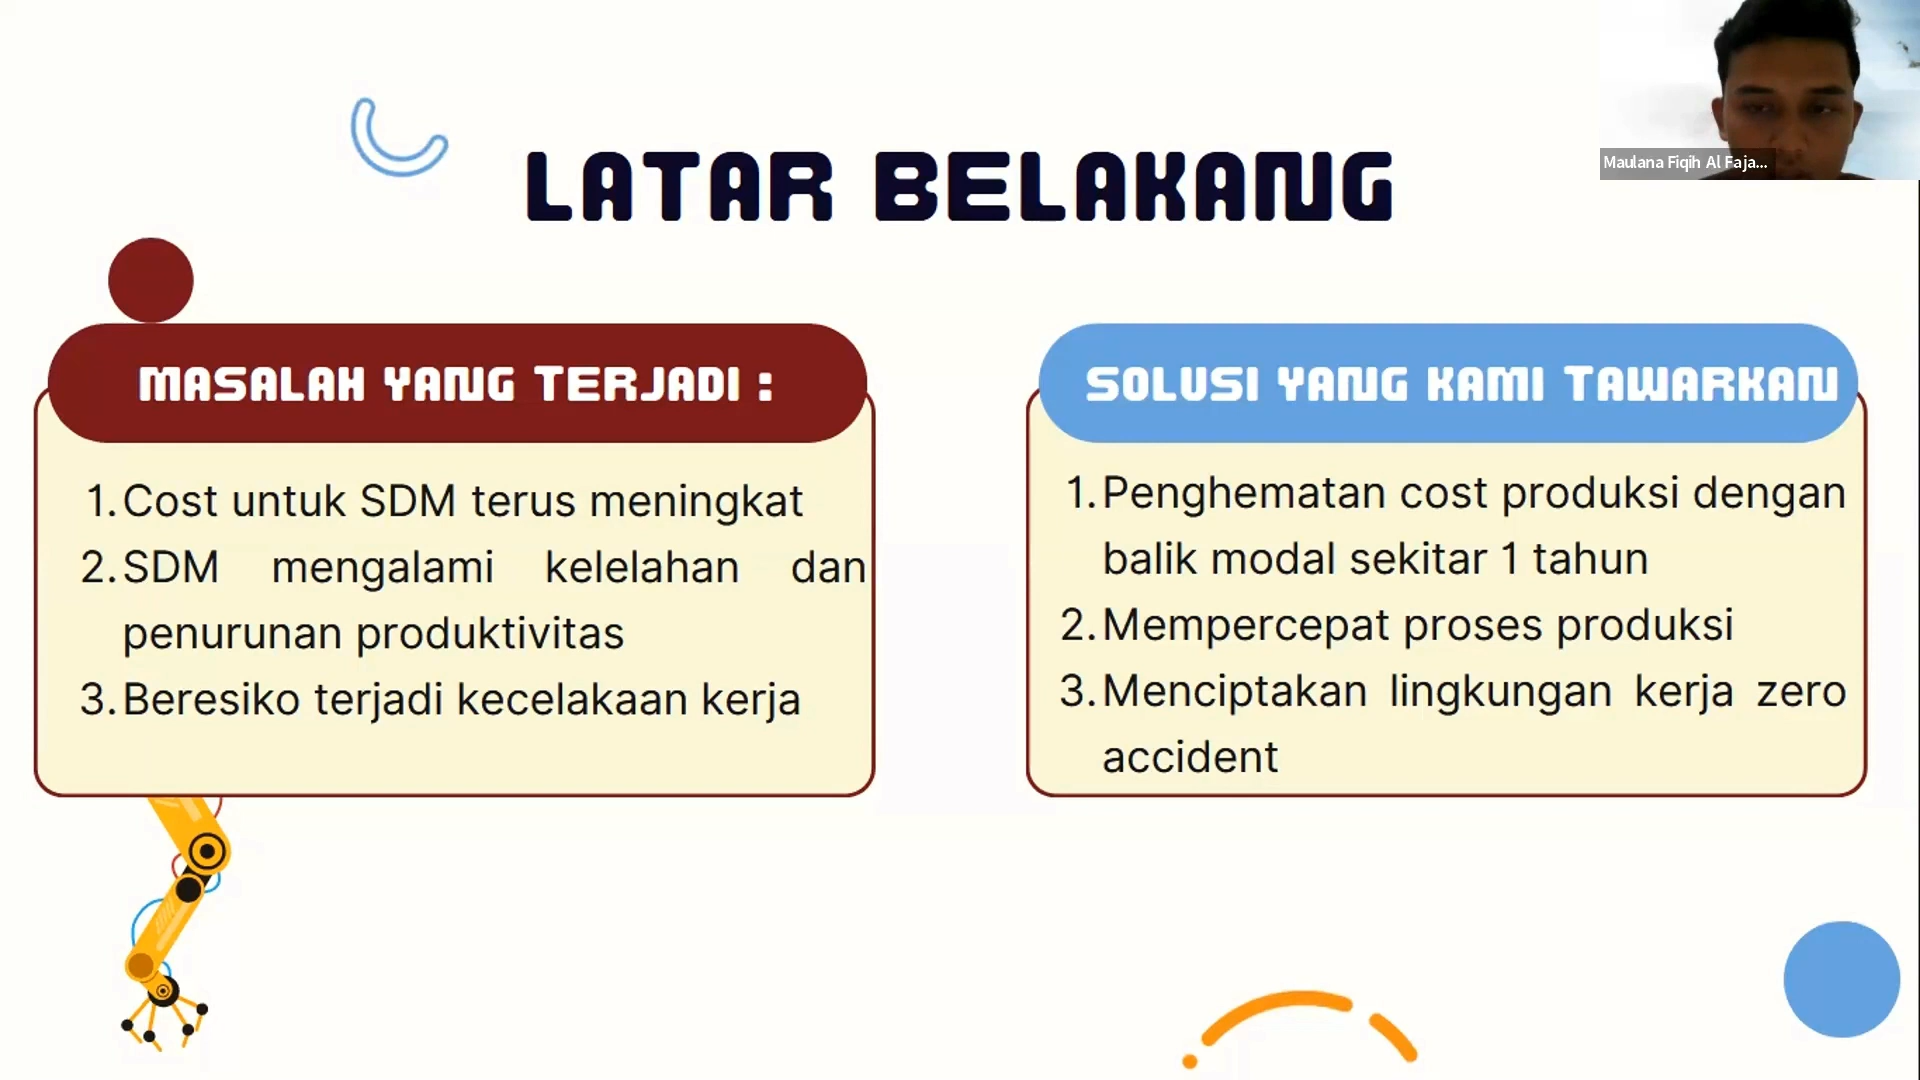 Maulana Fiqih Al Faja...
LATAR BELAKANG
MASALAH YANG TERJADI :
1. Cost untuk SDM terus meningkat
2. SDM mengalami kelelahan dan
penurunan produktivitas
3. Beresiko terjadi kecelakaan kerja
SOLUSI YANG KAMI TAWARKAN
1. Penghematan cost produksi dengan
balik modal sekitar 1 tahun
2. Mempercepat proses produksi
3. Menciptakan lingkungan kerja zero
accident